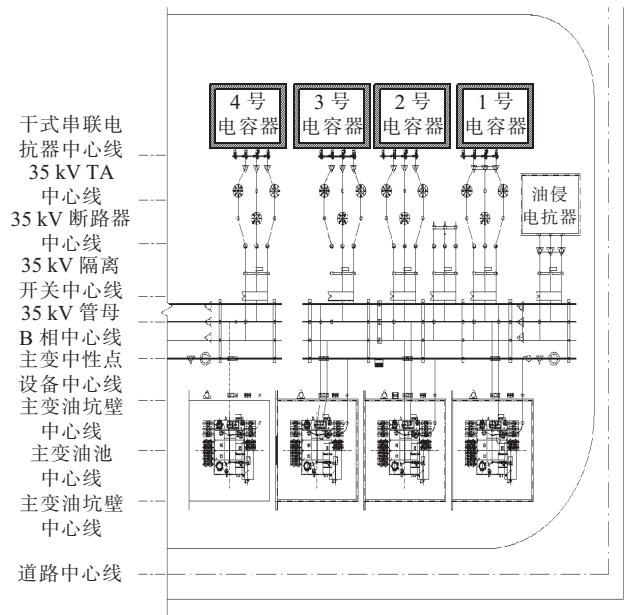 4 号
电容器
3 号
电容器
2 号
电容器
1 号
电容器
油侵
电抗器
干式串联电
抗器中心线
35 kV TA
中心线
35 kV 断路器
中心线
35 kV 隔离
开关中心线
35 kV 管母
B 相中心线
主变中性点
设备中心线
主变油坑壁
中心线
主变油池
中心线
主变油坑壁
中心线
道路中心线